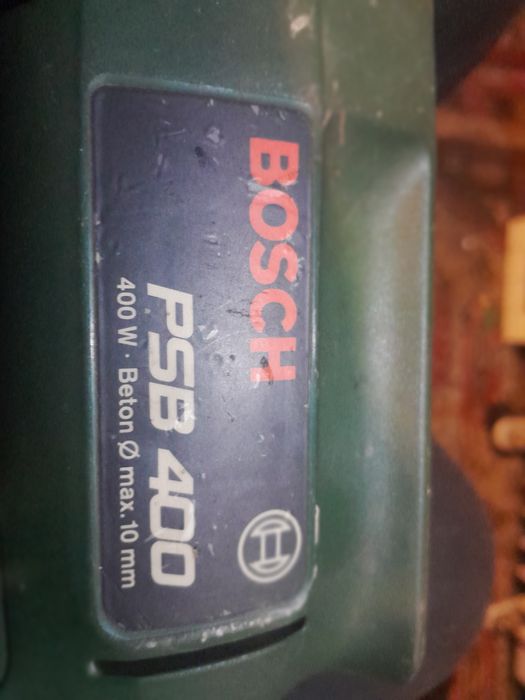 BOSCH
PSB 400
400 W · Beton Ø max. 10 mm